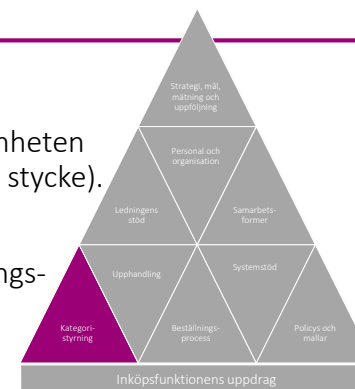 nheten
stycke).
ngs-
Strategi, mål,
mätning och
uppföljning
Personal och
organisation
Ledningens
stöd
Samarbets-
former
Upphandling
Systemstöd
Kategori-
styrning
Beställnings-
process
Policys och
mallar
Inköpsfunktionens uppdrag